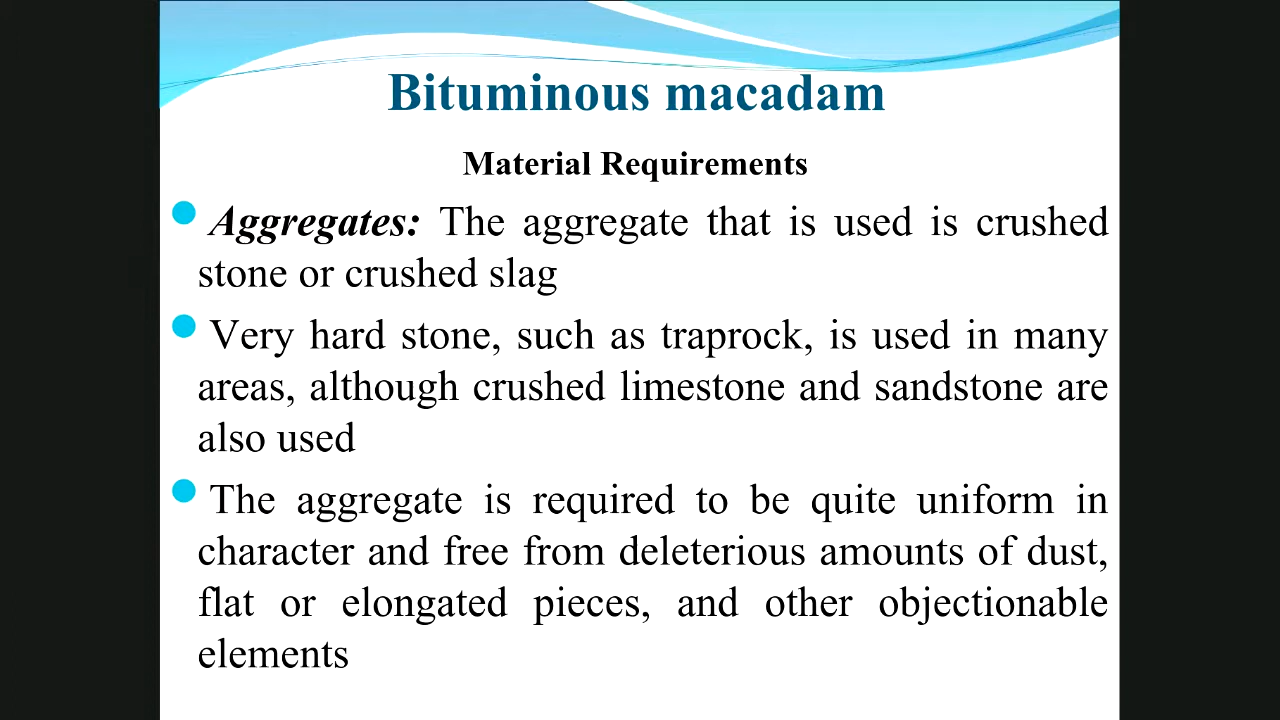 Bituminous macadam
Material Requirements
Aggregates: The aggregate that is used is crushed
stone or crushed slag
Very hard stone, such as traprock, is used in many
areas, although crushed limestone and sandstone are
also used
The aggregate is required to be quite uniform in
character and free from deleterious amounts of dust,
flat or elongated pieces, and other objectionable
elements